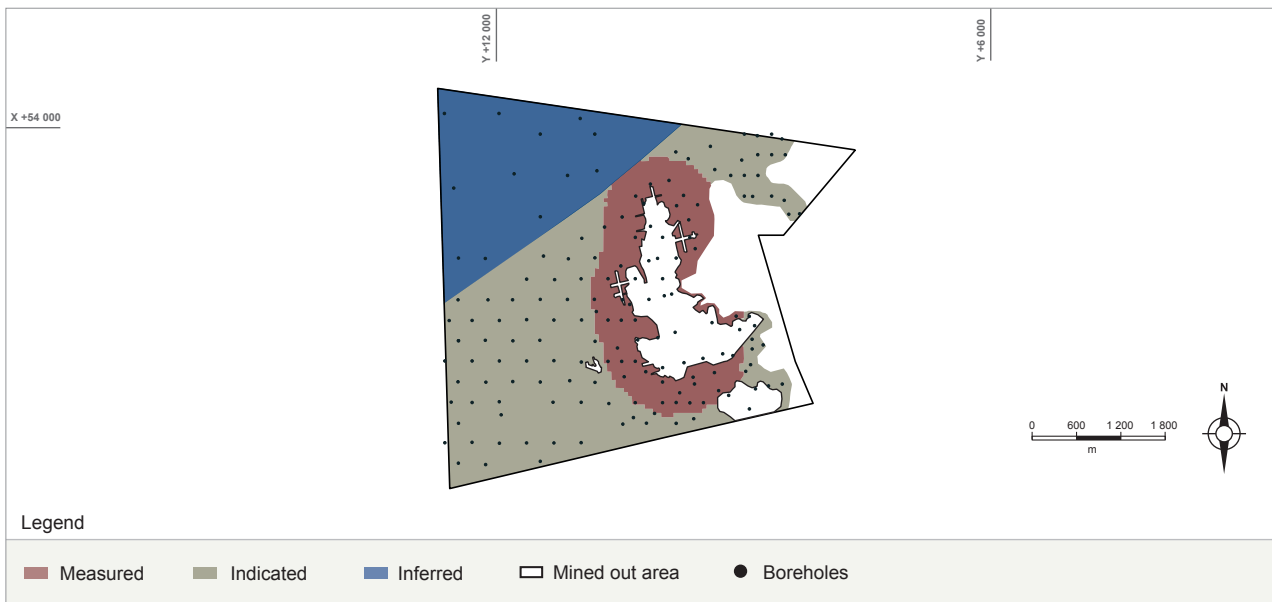 Y +12 000
Y +6 000
X +54 000
N
0 600 1 200 1 800
m
Legend
Measured Indicated Inferred Mined out area Boreholes